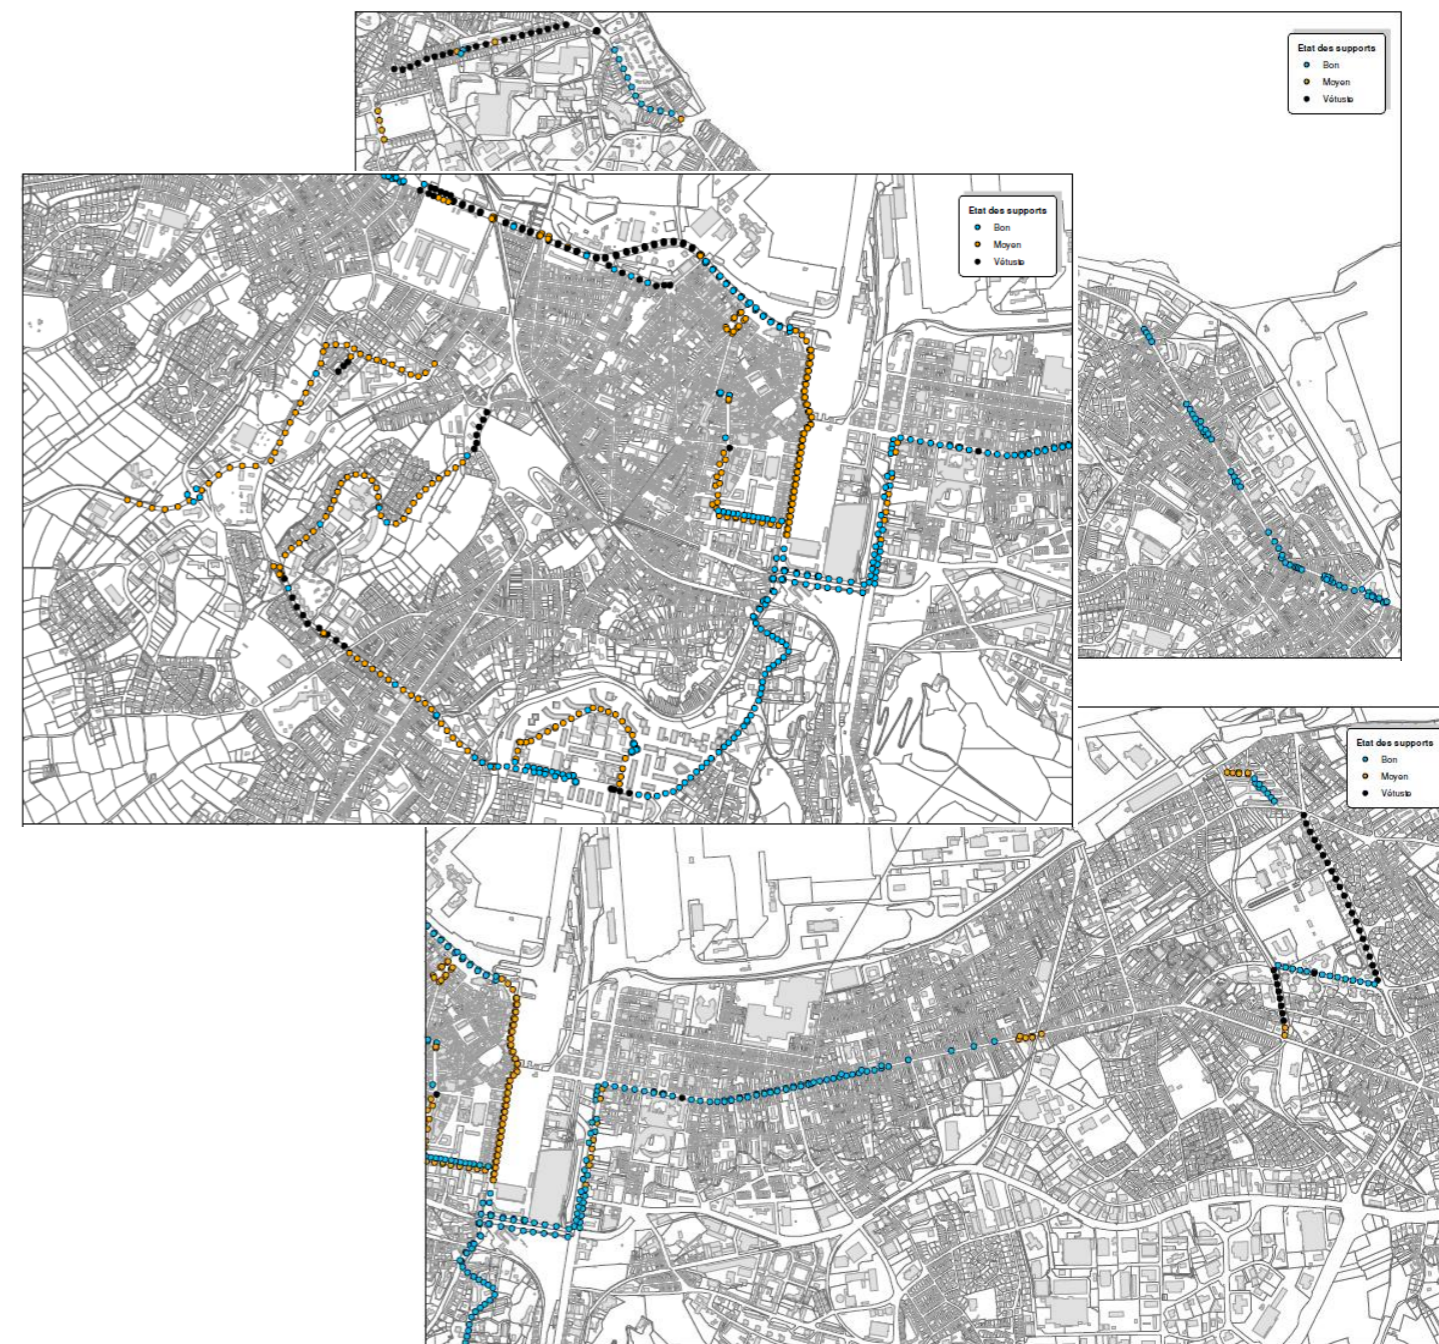 Etat des supports
Bon
Moyen
Vétuste
Etat des supports
Bon
Moyen
Vétuste
Etat des supports
Bon
Moyen
Vétuste